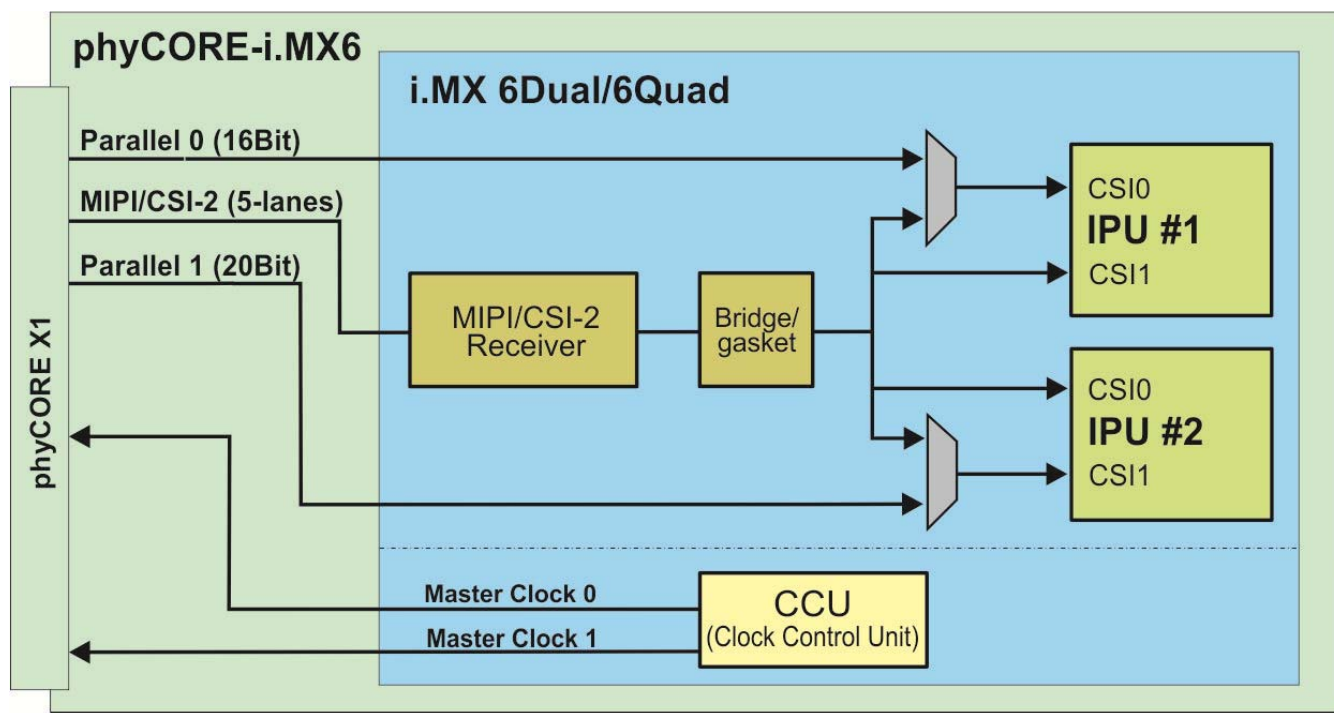 phyCORE-i.MX6
i.MX 6Dual/6Quad
Parallel 0 (16Bit)
MIPI/CSI-2 (5-lanes)
Parallel 1 (20Bit)
phyCORE X1
MIPI/CSI-2
Receiver
Bridge/
gasket
CSI0
IPU #1
CSI1
CSI0
IPU #2
CSI1
Master Clock 0
Master Clock 1
CCU
(Clock Control Unit)